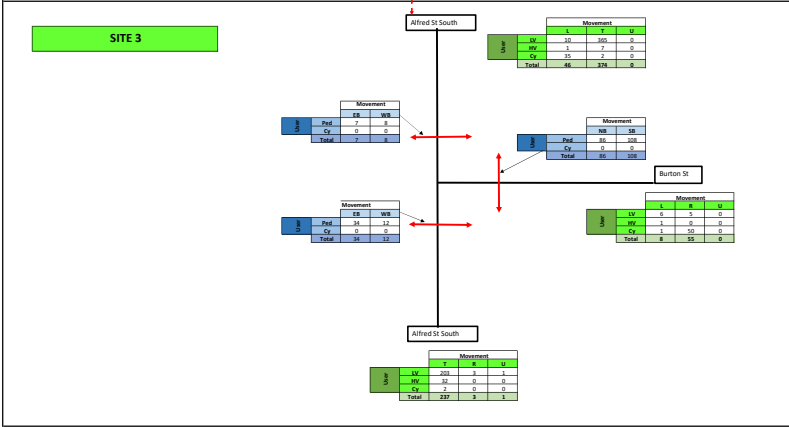 SITE 3
Alfred St South
Movement
L T U
User
LV 10 365 0
HV 1 7 0
Cy 35 2 0
Total 46 374 0
Movement
EB WB
User
Ped 7 8
Cy 0 0
Total 7 8
Movement
NB SB
User
Ped 86 108
Cy 0 0
Total 86 108
Burton St
Movement
L R U
User
LV 6 5 0
HV 1 0 0
Cy 1 50 0
Total 8 55 0
Movement
EB WB
User
Ped 34 12
Cy 0 0
Total 34 12
Alfred St South
Movement
T R U
User
LV 203 3 1
HV 32 0 0
Cy 2 0 0
Total 237 3 1